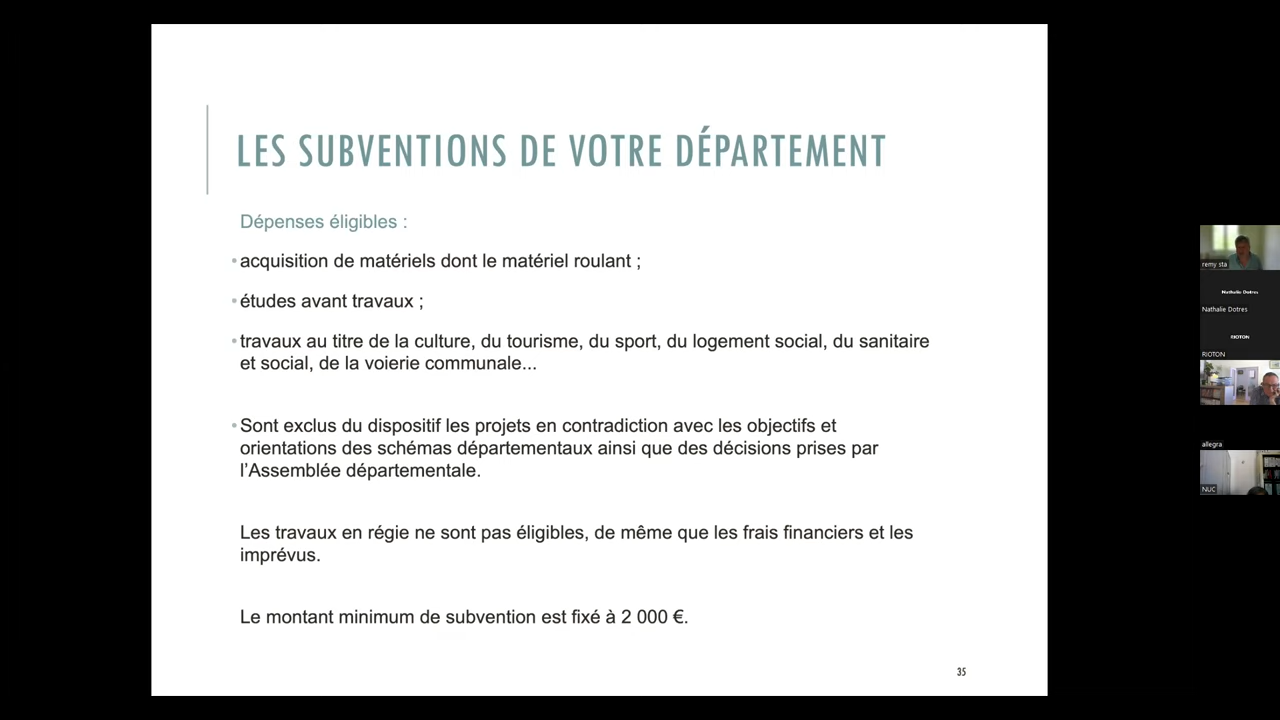 LES SUBVENTIONS DE VOTRE DÉPARTEMENT
Dépenses éligibles :
•acquisition de matériels dont le matériel roulant ;
•études avant travaux ;
•travaux au titre de la culture, du tourisme, du sport, du logement social, du sanitaire
et social, de la voierie communale...
•Sont exclus du dispositif les projets en contradiction avec les objectifs et
orientations des schémas départementaux ainsi que des décisions prises par
l’Assemblée départementale.
Les travaux en régie ne sont pas éligibles, de même que les frais financiers et les
imprévus.
Le montant minimum de subvention est fixé à 2 000 €.
35
remy sta
Nathalie Dotres
Nathalie Dotres
RIOTON
RIOTON
allegra
NUC